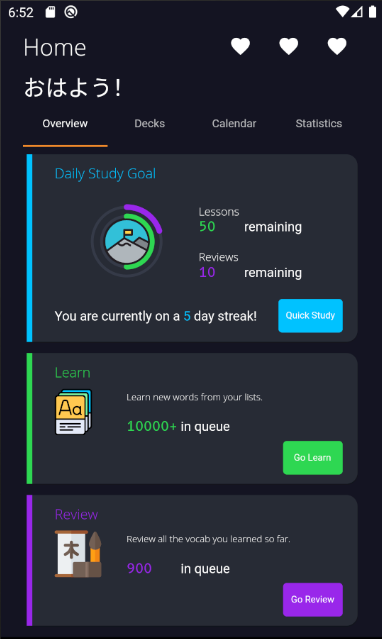 6:52
Home
おはよう!
Overview Decks Calendar Statistics
Daily Study Goal
Lessons
50 remaining
Reviews
10 remaining
You are currently on a 5 day streak!
Quick Study
Learn
Aa
Learn new words from your lists.
10000+ in queue
Go Learn
Review
木
Review all the vocab you learned so far.
900 in queue
Go Review